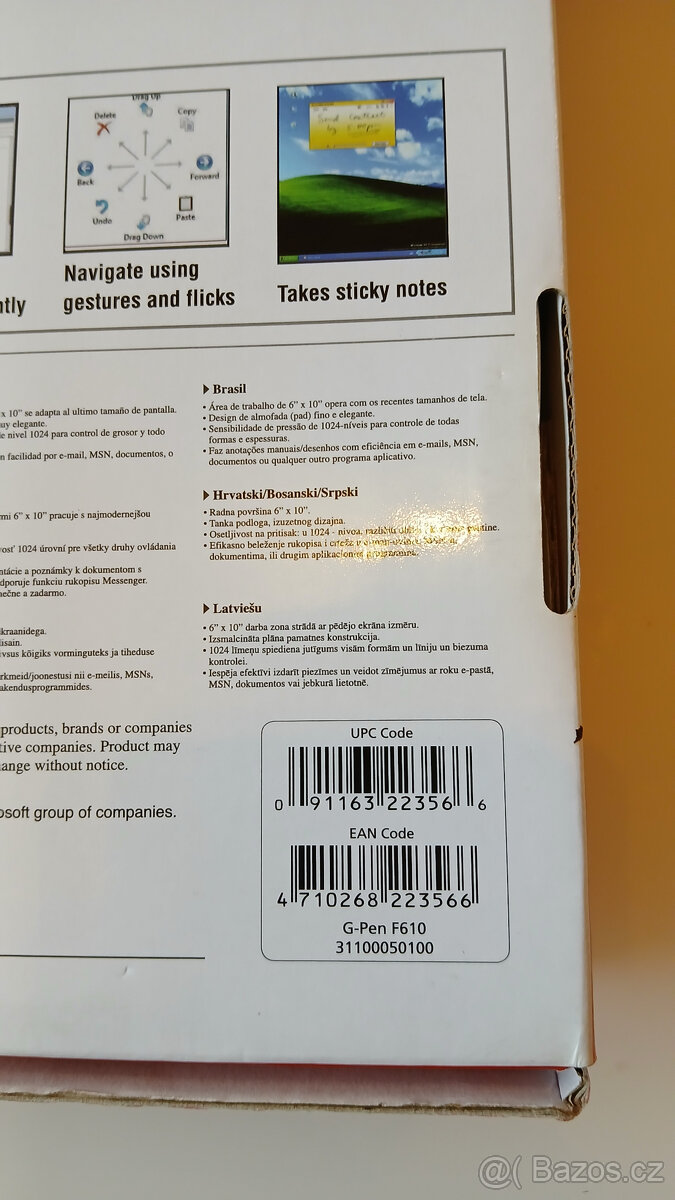 Drag Up
Delete
Copy
Back
Forward
Undo
Paste
Drag Down
Send Contract
by
Navigate using
gestures and flicks
Takes sticky notes
ntly
x 10" se adapta al ultimo tamaño de pantalla.
uy elegante.
e nivel 1024 para control de grosor y todo
n facilidad por e-mail, MSN, documentos, o
mi 6" x 10" pracuje s najmodernejšou
vosť 1024 úrovní pre všetky druhy ovládania
ntácie a poznámky k dokumentom s
dporuje funkciu rukopisu Messenger.
ečne a zadarmo.
kraanidega.
lisain.
ivsus kõigiks vorminguteks ja tiheduse
rkmeid/joonestusi nii e-meilis, MSNs,
akendusprogrammides.
Brasil
• Área de trabalho de 6" x 10" opera com os recentes tamanhos de tela.
• Design de almofada (pad) fino e elegante.
• Sensibilidade de pressão de 1024-níveis para controle de todas
formas e espessuras.
• Faz anotações manuais/desenhos com eficiência em e-mails, MSN,
documentos ou qualquer outro programa aplicativo.
Hrvatski/Bosanski/Srpski
• Radna površina 6" x 10".
• Tanka podloga, izuzetnog dizajna.
• Osetljivost na pritisak: u 1024 - nivoa, različiti
• Efikasno beleženje rukopisa i crteža u
dokumentima, ili drugim aplikacionim programima.
Latviešu
• 6" x 10" darba zona strādā ar pēdējo ekrāna izmēru.
• Izsmalcināta plāna pamatnes konstrukcija.
• 1024 līmeņu spiediena jutīgums visām formām un līniju un biezuma
kontrolei.
• Iespēja efektīvi izdarīt piezīmes un veidot zīmējumus ar roku e-pastā,
MSN, dokumentos vai jebkurā lietotnē.
products, brands or companies
tive companies. Product may
ange without notice.
osoft group of companies.
UPC Code
0 91163 22356 6
EAN Code
4 710268 223566
G-Pen F610
31100050100
@( Bazos.cz